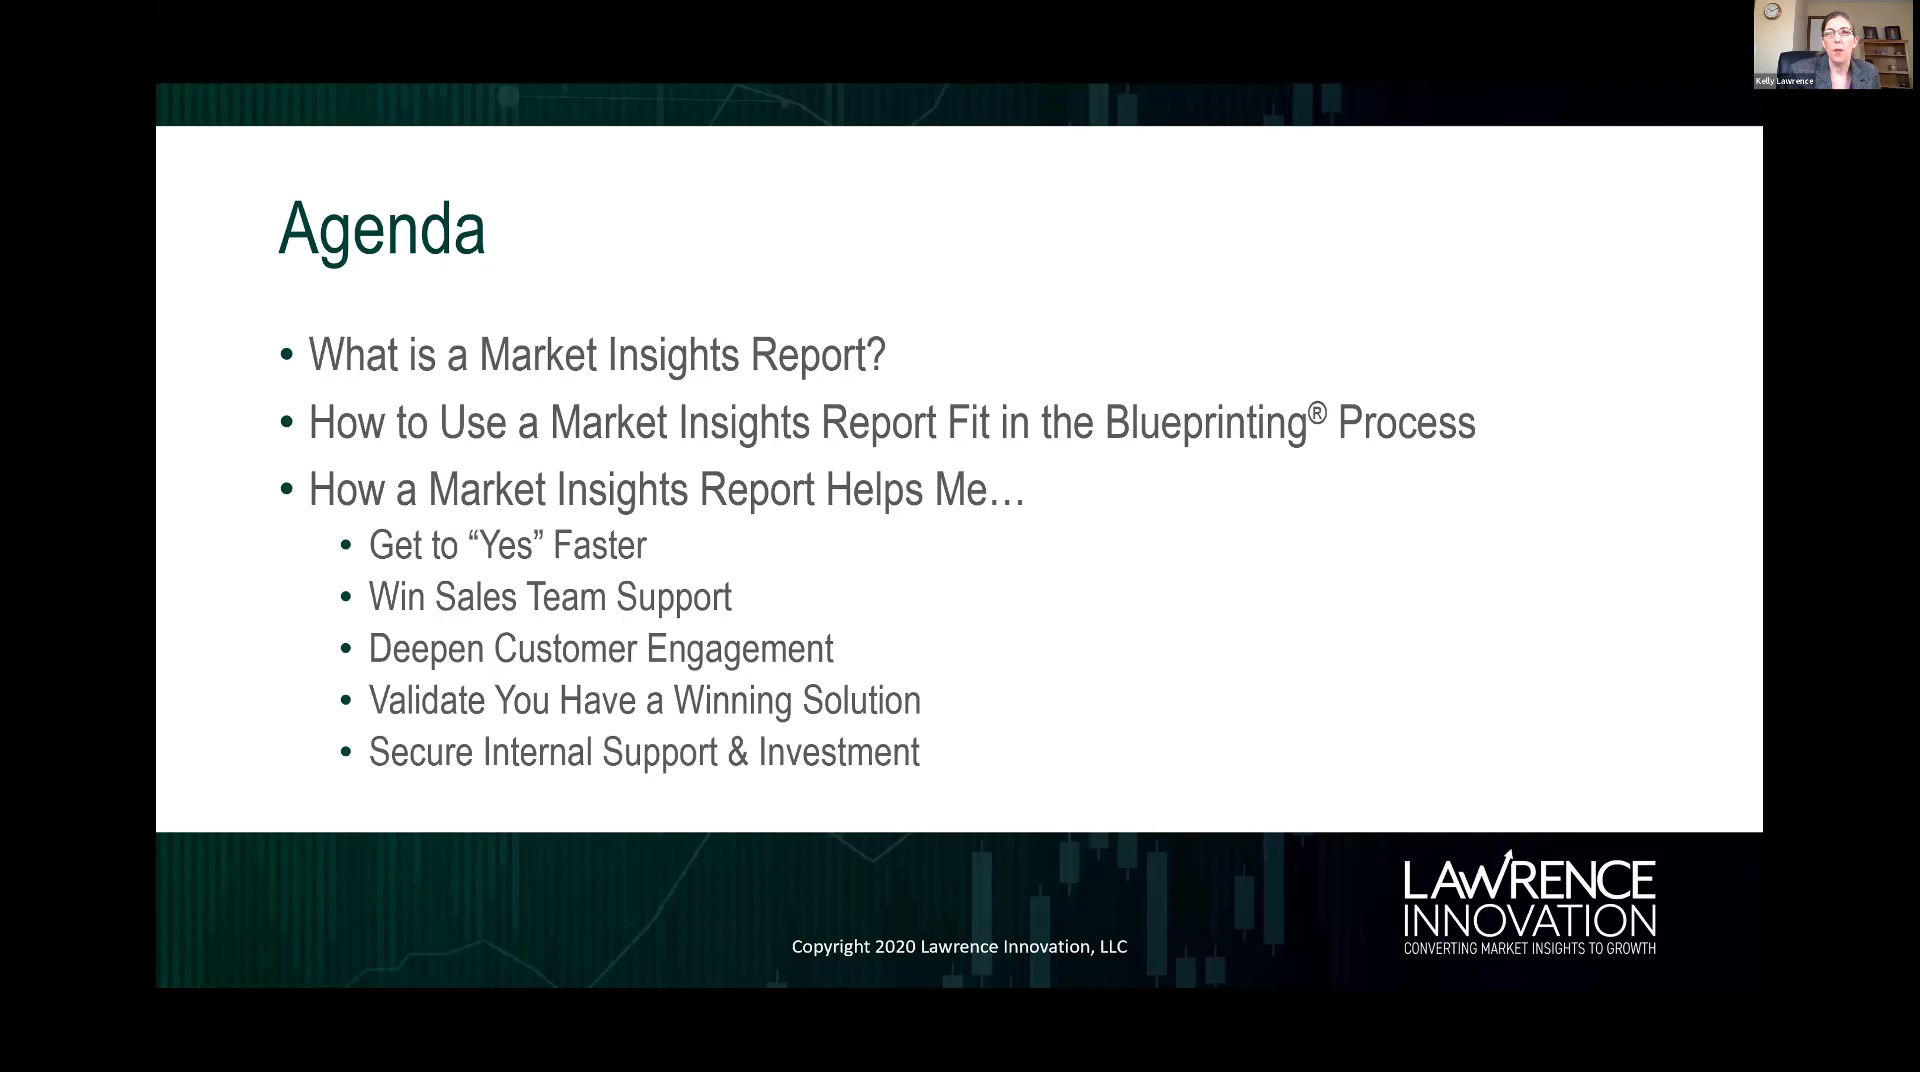 Kelly Lawrence
Agenda
• What is a Market Insights Report?
• How to Use a Market Insights Report Fit in the Blueprinting® Process
• How a Market Insights Report Helps Me…
• Get to “Yes” Faster
• Win Sales Team Support
• Deepen Customer Engagement
• Validate You Have a Winning Solution
• Secure Internal Support & Investment
Copyright 2020 Lawrence Innovation, LLC
LAWRENCE
INNOVATION
CONVERTING MARKET INSIGHTS TO GROWTH